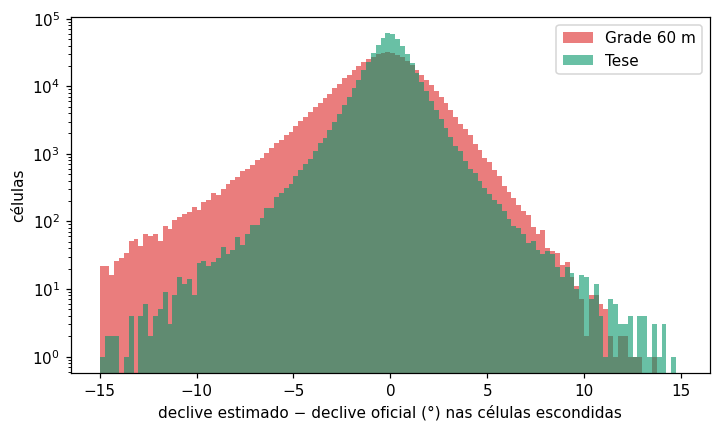 Grade 60 m
Tese
células
10⁵
10⁴
10³
10²
10¹
10⁰
−15 −10 −5 0 5 10 15
declive estimado − declive oficial (°) nas células escondidas